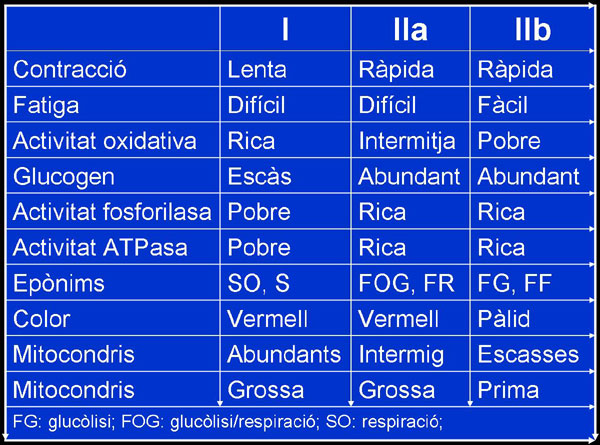 I IIa IIb
Contracció Lenta Ràpida Ràpida
Fatiga Difícil Difícil Fàcil
Activitat oxidativa Rica Intermitja Pobre
Glucogen Escàs Abundant Abundant
Activitat fosforilasa Pobre Rica Rica
Activitat ATPasa Pobre Rica Rica
Epònims SO, S FOG, FR FG, FF
Color Vermell Vermell Pàlid
Mitocondris Abundants Intermig Escasses
Mitocondris Grossa Grossa Prima
FG: glucòlisi; FOG: glucòlisi/respiració; SO: respiració;